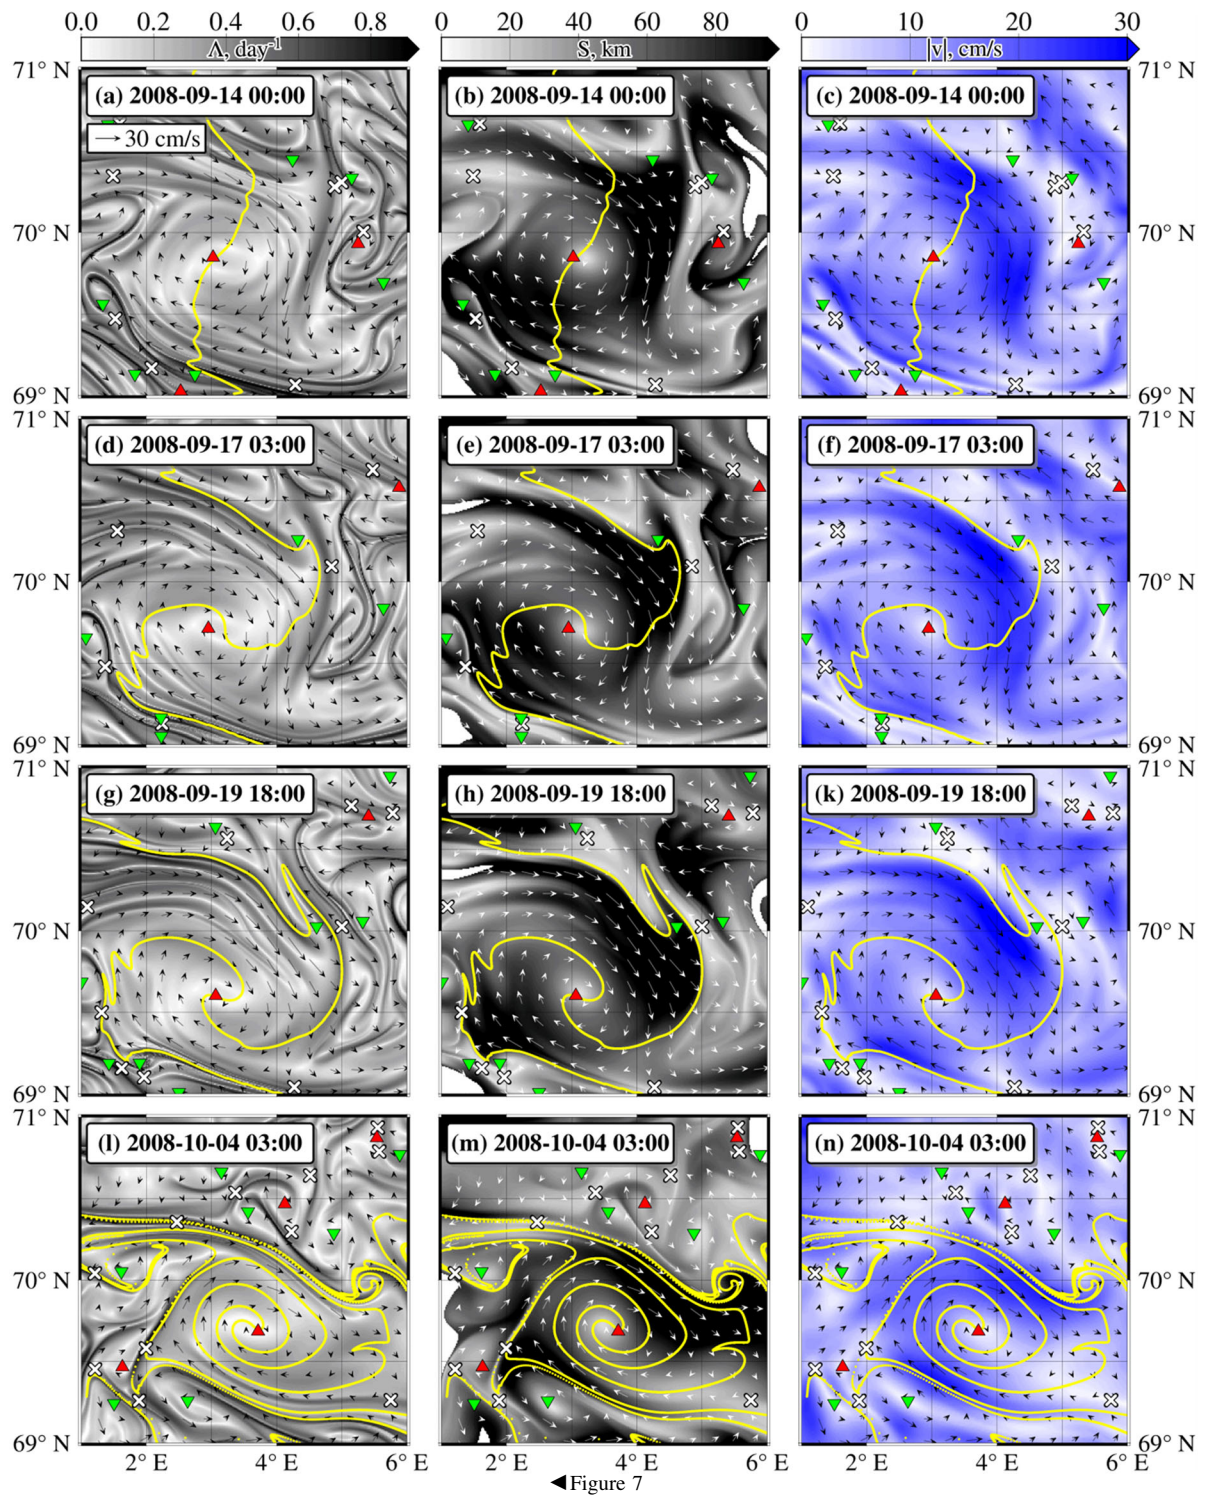 0.0 0.2 0.4 0.6 0.8 0 20 40 60 80 0 10 20 30
Λ, day⁻¹ S, km |v|, cm/s
71° N 71° N
(a) 2008-09-14 00:00 (b) 2008-09-14 00:00 (c) 2008-09-14 00:00
30 cm/s
70° N 70° N
69° N 69° N
71° N 71° N
(d) 2008-09-17 03:00 (e) 2008-09-17 03:00 (f) 2008-09-17 03:00
70° N 70° N
69° N 69° N
71° N 71° N
(g) 2008-09-19 18:00 (h) 2008-09-19 18:00 (k) 2008-09-19 18:00
70° N 70° N
69° N 69° N
71° N 71° N
(l) 2008-10-04 03:00 (m) 2008-10-04 03:00 (n) 2008-10-04 03:00
70° N 70° N
69° N 69° N
2° E 4° E 6° E 2° E 4° E 6° E 2° E 4° E 6° E
◀ Figure 7